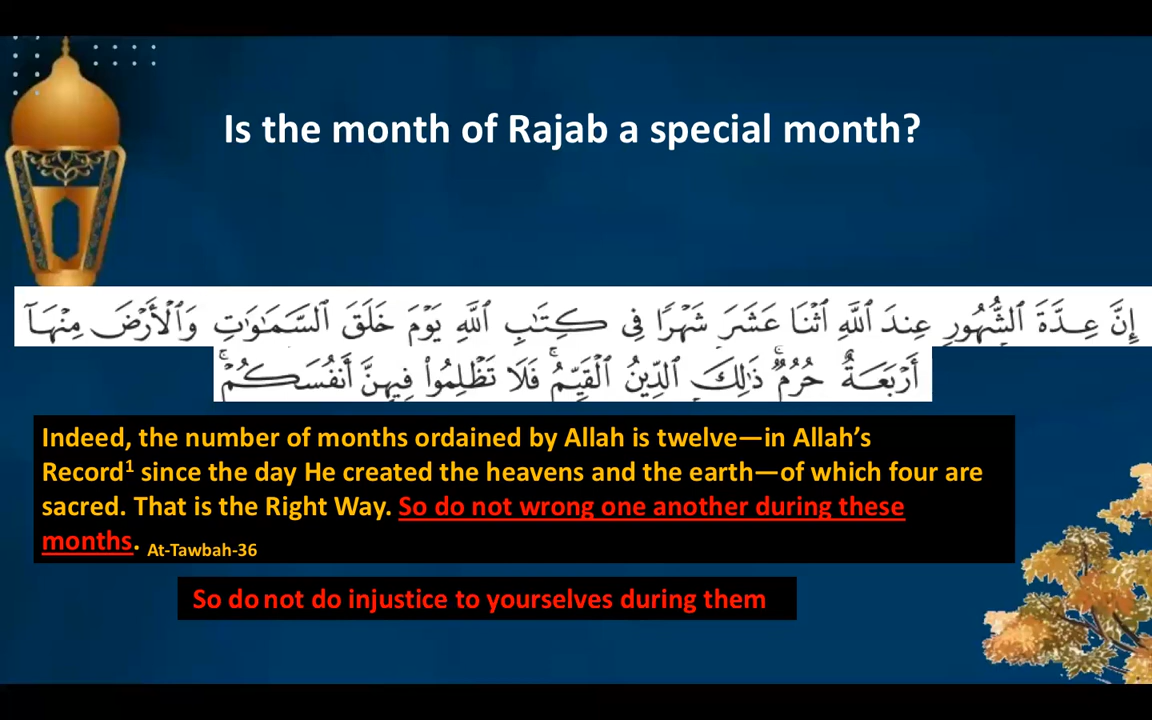 Is the month of Rajab a special month?
إِنَّ عِدَّةَ ٱلشُّهُورِ عِندَ ٱللَّهِ ٱثْنَا عَشَرَ شَهْرًا فِى كِتَـٰبِ ٱللَّهِ يَوْمَ خَلَقَ ٱلسَّمَـٰوَٰتِ وَٱلْأَرْضَ مِنْهَآ
أَرْبَعَةٌ حُرُمٌ ۚ ذَٰلِكَ ٱلدِّينُ ٱلْقَيِّمُ ۚ فَلَا تَظْلِمُوا۟ فِيهِنَّ أَنفُسَكُمْ ۚ
Indeed, the number of months ordained by Allah is twelve—in Allah’s
Record¹ since the day He created the heavens and the earth—of which four are
sacred. That is the Right Way. So do not wrong one another during these
months. At-Tawbah-36
So do not do injustice to yourselves during them